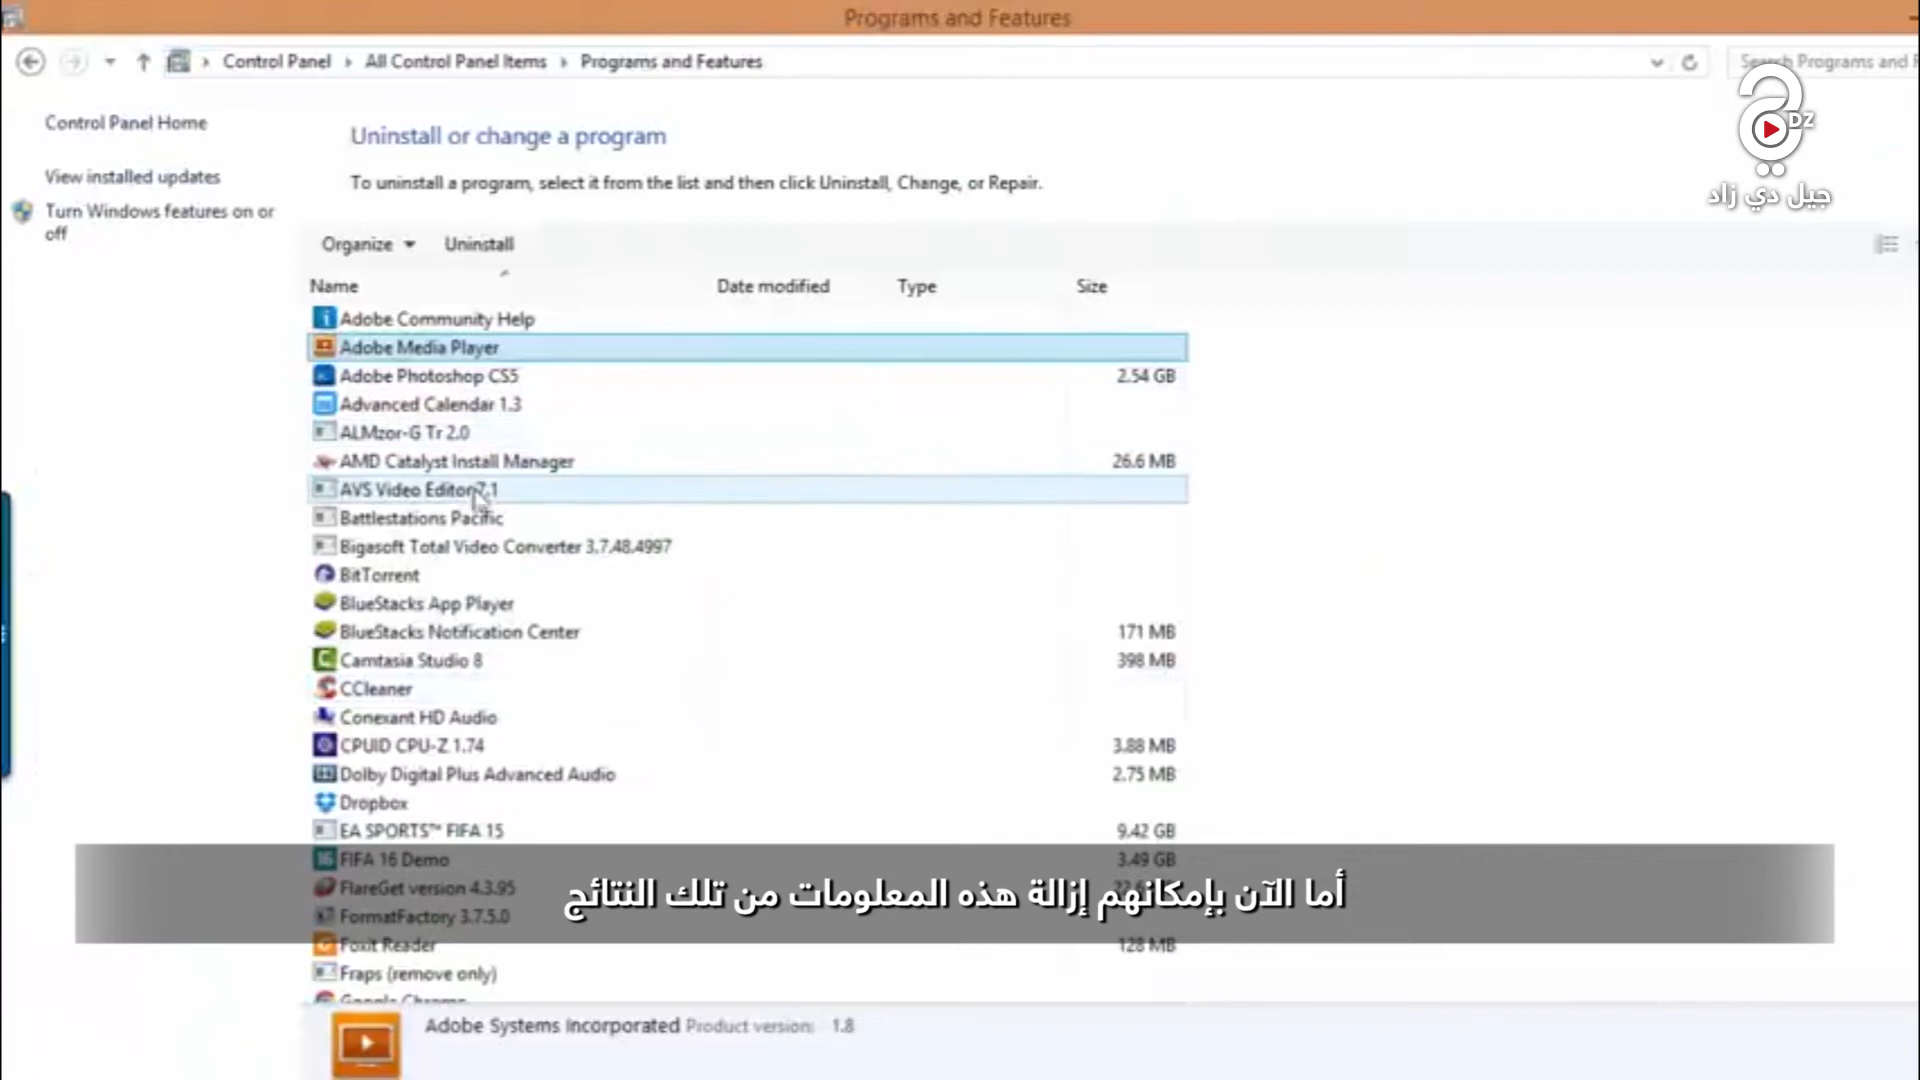 Programs and Features
Control Panel › All Control Panel Items › Programs and Features
Search Programs and F
Control Panel Home
View installed updates
Turn Windows features on or
off
DZ
جيل دي زاد
Uninstall or change a program
To uninstall a program, select it from the list and then click Uninstall, Change, or Repair.
Organize Uninstall
Name Date modified Type Size
Adobe Community Help
Adobe Media Player
Adobe Photoshop CS5 2.54 GB
Advanced Calendar 1.3
ALMzor-G Tr 2.0
AMD Catalyst Install Manager 26.6 MB
AVS Video Editor 7.1
Battlestations Pacific
Bigasoft Total Video Converter 3.7.48.4997
BitTorrent
BlueStacks App Player
BlueStacks Notification Center 171 MB
Camtasia Studio 8 398 MB
CCleaner
Conexant HD Audio
CPUID CPU-Z 1.74 3.88 MB
Dolby Digital Plus Advanced Audio 2.75 MB
Dropbox
EA SPORTS™ FIFA 15 9.42 GB
FIFA 16 Demo 3.49 GB
FlareGet version 4.3.95
أما الآن بإمكانهم إزالة هذه المعلومات من تلك النتائج
FormatFactory 3.7.5.0
Foxit Reader 128 MB
Fraps (remove only)
Google Chrome
Adobe Systems Incorporated Product version: 1.8